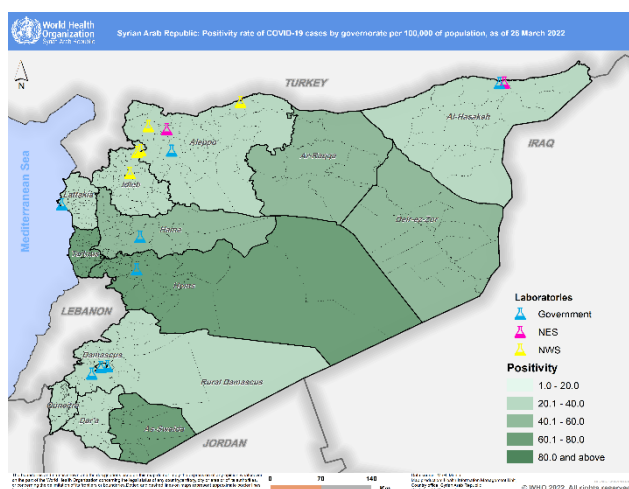 World Health
Organization
Syrian Arab Republic
Syrian Arab Republic: Positivity rate of COVID-19 cases by governorate per 100,000 of population, as of 26 March 2022
N
TURKEY
Al-Hasakeh
Aleppo
IRAQ
Ar-Raqqa
Mediterranean Sea
Idleb
Lattakia
Deir-ez-zor
Hama
Tartous
Homs
Laboratories
LEBANON
Government
NES
NWS
Damascus
Positivity
Rural Damascus
1.0 - 20.0
Quneitra
20.1 - 40.0
Dar'a
As-Sweida
40.1 - 60.0
60.1 - 80.0
JORDAN
80.0 and above
0 70 140
Km
© WHO 2022. All rights reserved